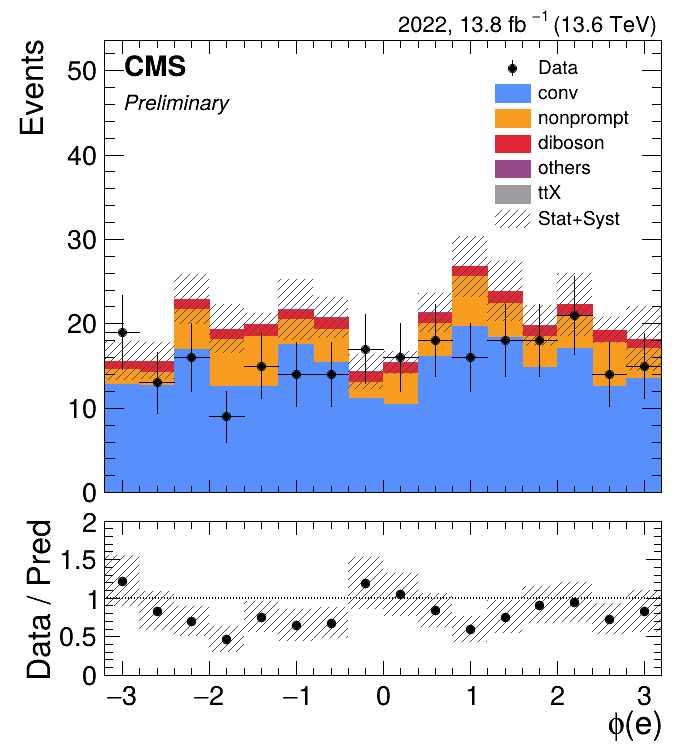 2022, 13.8 fb⁻¹ (13.6 TeV)
Events
CMS
Preliminary
Data
conv
nonprompt
diboson
others
ttX
Stat+Syst
50
40
30
20
10
0
Data / Pred
2
1.5
1
0.5
0
−3 −2 −1 0 1 2 3
ϕ(e)